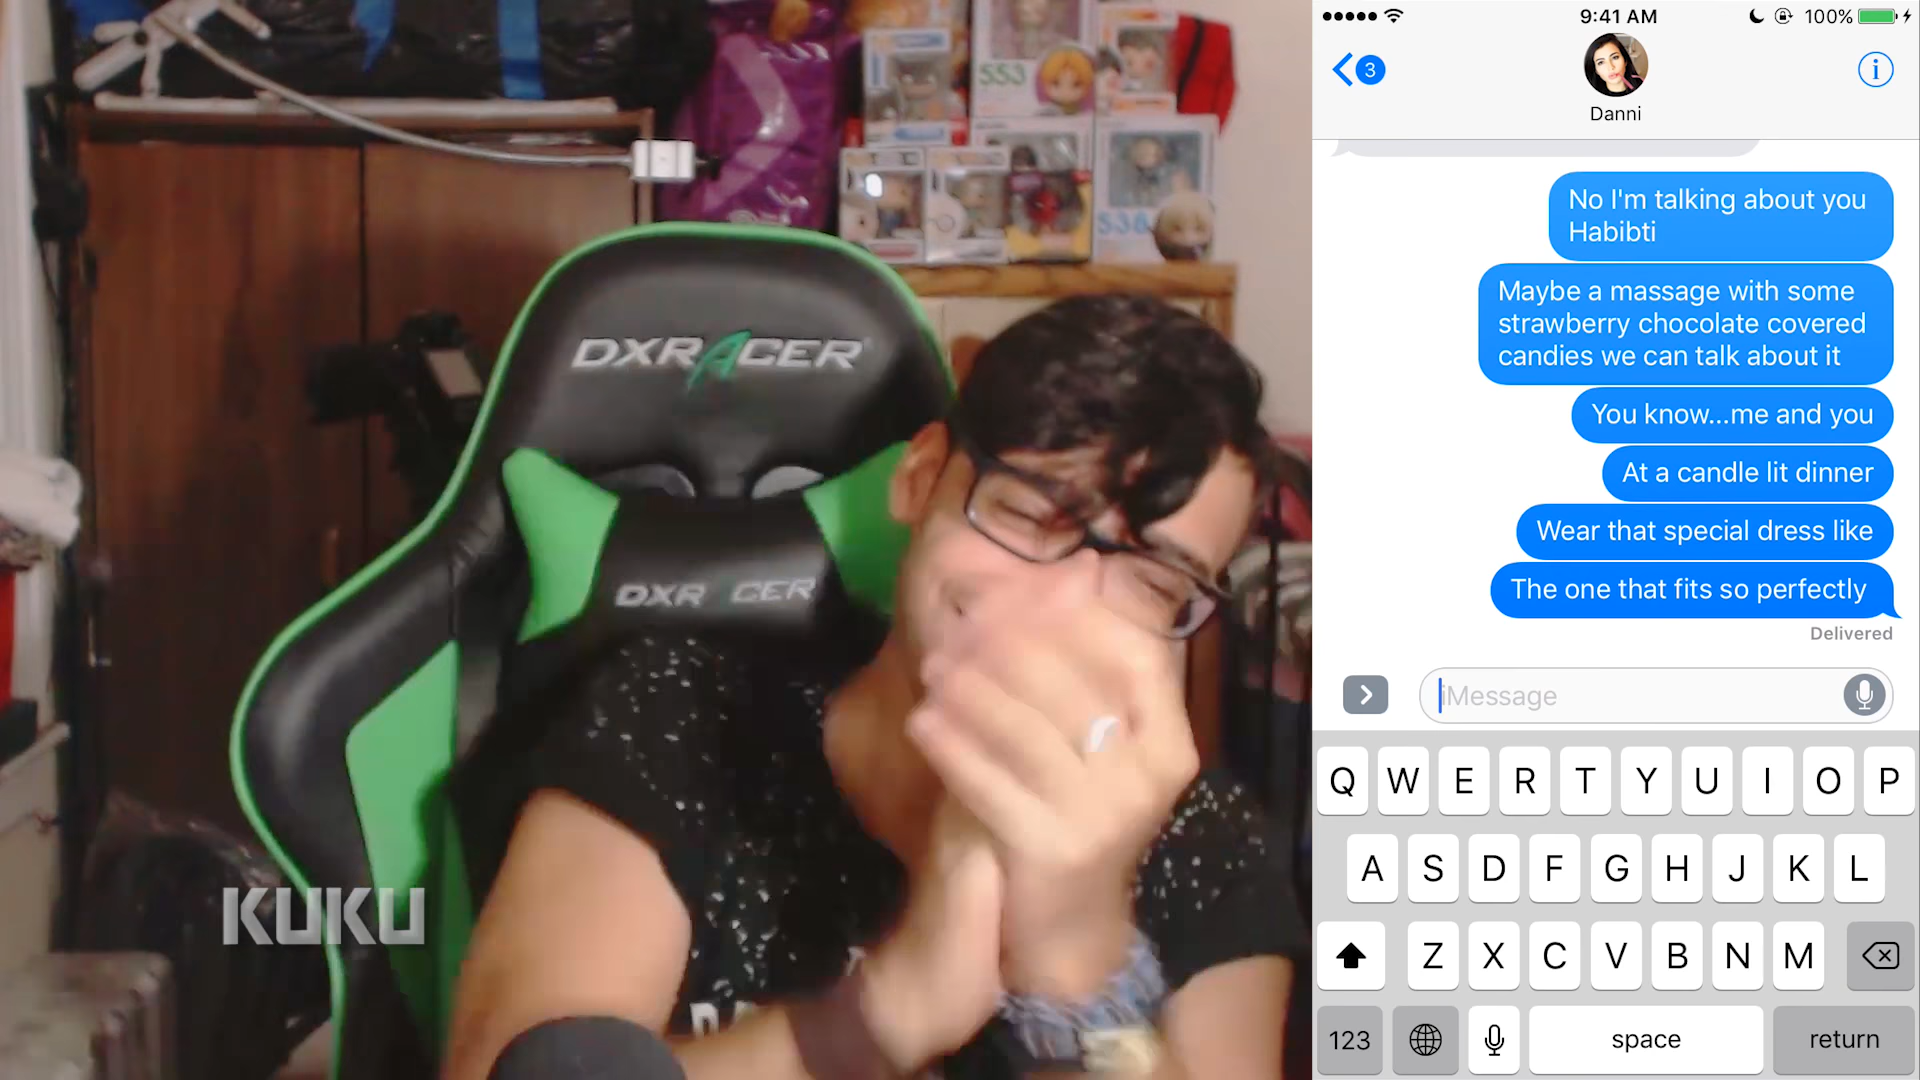 553
536
DXRACER
DXR CER
KUKU
9:41 AM
100%
3
i
Danni
No I'm talking about you
Habibti
Maybe a massage with some
strawberry chocolate covered
candies we can talk about it
You know...me and you
At a candle lit dinner
Wear that special dress like
The one that fits so perfectly
Delivered
iMessage
Q W E R T Y U I O P
A S D F G H J K L
Z X C V B N M
123
space
return